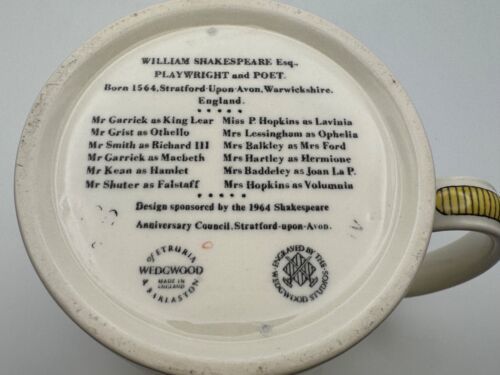 WILLIAM SHAKESPEARE Esq.,
PLAYWRIGHT and POET.
Born 1564, Stratford-Upon-Avon, Warwickshire,
England.
Mr Garrick as King Lear Miss P. Hopkins as Lavinia
Mr Grist as Othello Mrs Lessingham as Ophelia
Mr Smith as Richard III Mrs Balkley as Mrs Ford
Mr Garrick as Macbeth Mrs Hartley as Hermione
Mr Kean as Hamlet Mrs Baddeley as Joan La P.
Mr Shuter as Falstaff Mrs Hopkins as Volumnin
Design sponsored by the 1964 Shakespeare
Anniversary Council, Stratford-upon-Avon.
of ETRURIA
WEDGWOOD
MADE IN
ENGLAND
& BARLASTON
ENGRAVED BY THE
WEDGWOOD STUDIOS